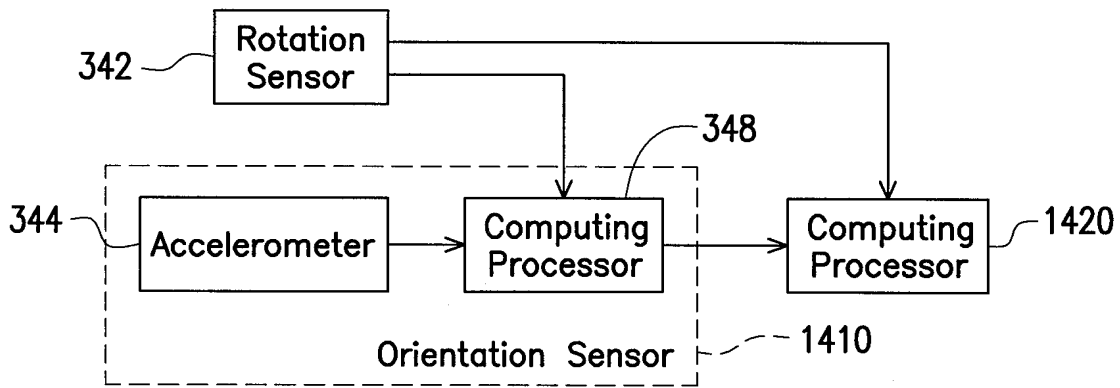 Rotation
Sensor
342
348
344
Accelerometer
Computing
Processor
Computing
Processor
1420
Orientation Sensor
1410